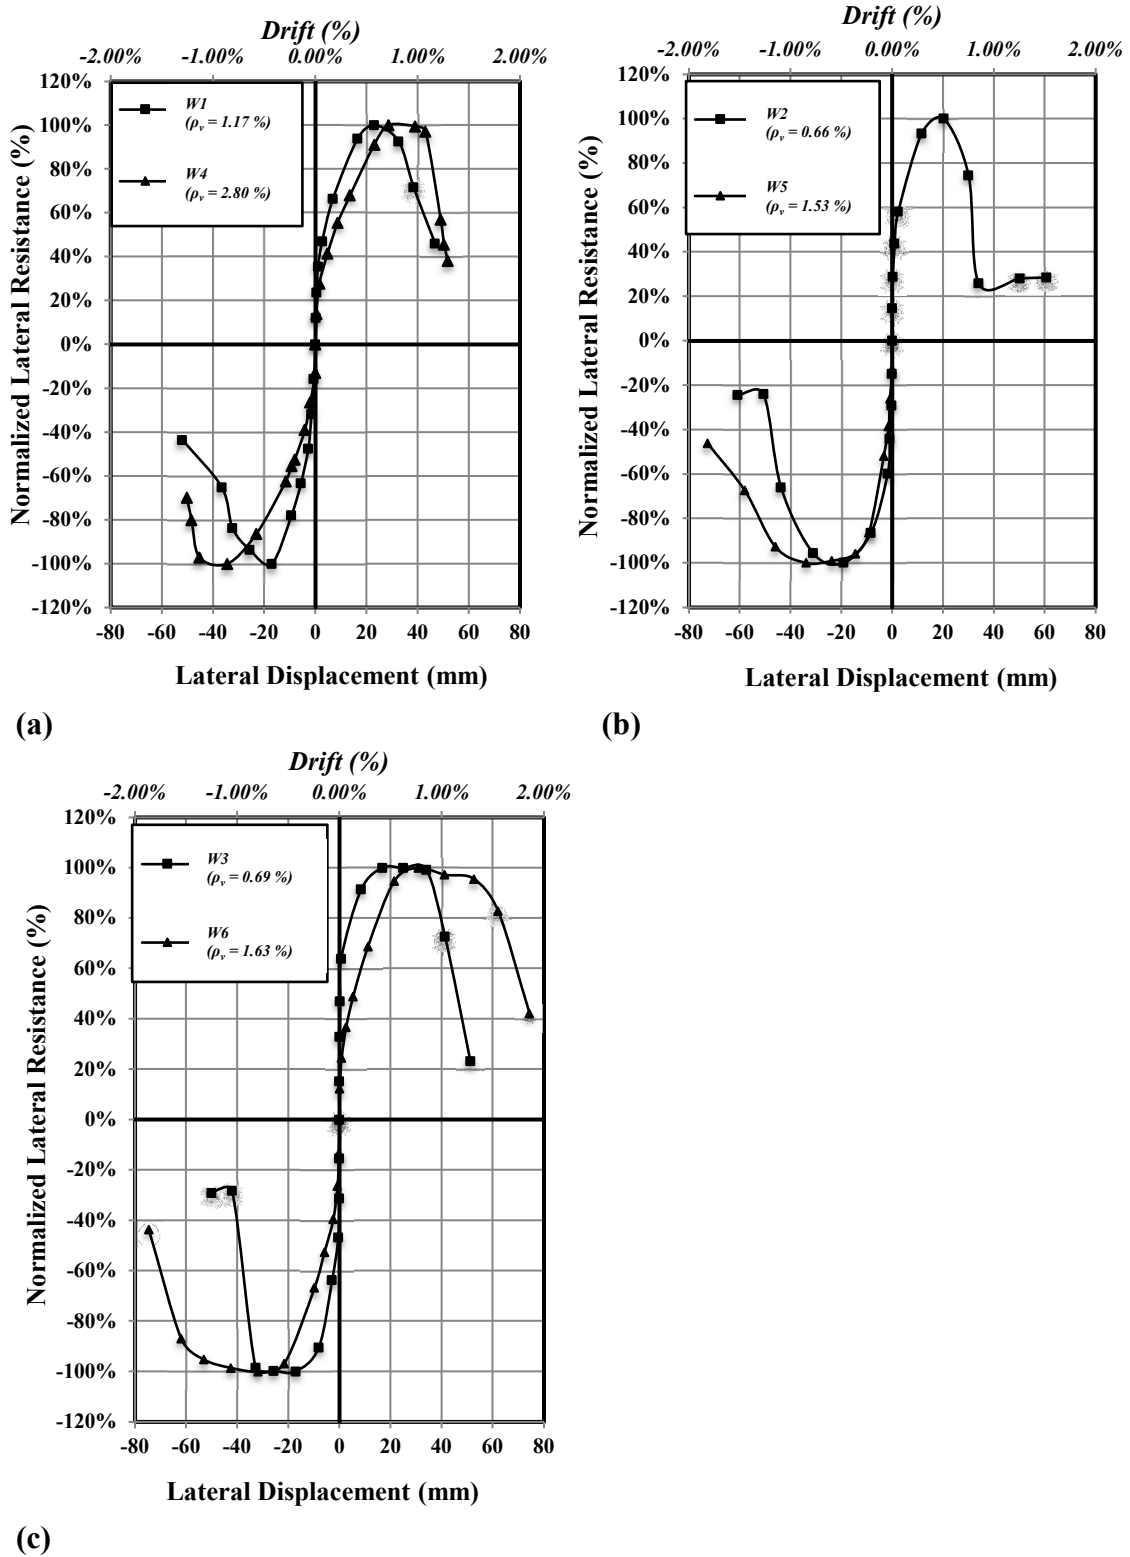 Drift (%)
-2.00% -1.00% 0.00% 1.00% 2.00%
120%
100%
80%
60%
40%
20%
0%
-20%
-40%
-60%
-80%
-100%
-120%
Normalized Lateral Resistance (%)
W1
(ρv = 1.17 %)
W4
(ρv = 2.80 %)
-80 -60 -40 -20 0 20 40 60 80
Lateral Displacement (mm)
(a)
Drift (%)
-2.00% -1.00% 0.00% 1.00% 2.00%
120%
100%
80%
60%
40%
20%
0%
-20%
-40%
-60%
-80%
-100%
-120%
Normalized Lateral Resistance (%)
W2
(ρv = 0.66 %)
W5
(ρv = 1.53 %)
-80 -60 -40 -20 0 20 40 60 80
Lateral Displacement (mm)
(b)
Drift (%)
-2.00% -1.00% 0.00% 1.00% 2.00%
120%
100%
80%
60%
40%
20%
0%
-20%
-40%
-60%
-80%
-100%
-120%
Normalized Lateral Resistance (%)
W3
(ρv = 0.69 %)
W6
(ρv = 1.63 %)
-80 -60 -40 -20 0 20 40 60 80
Lateral Displacement (mm)
(c)